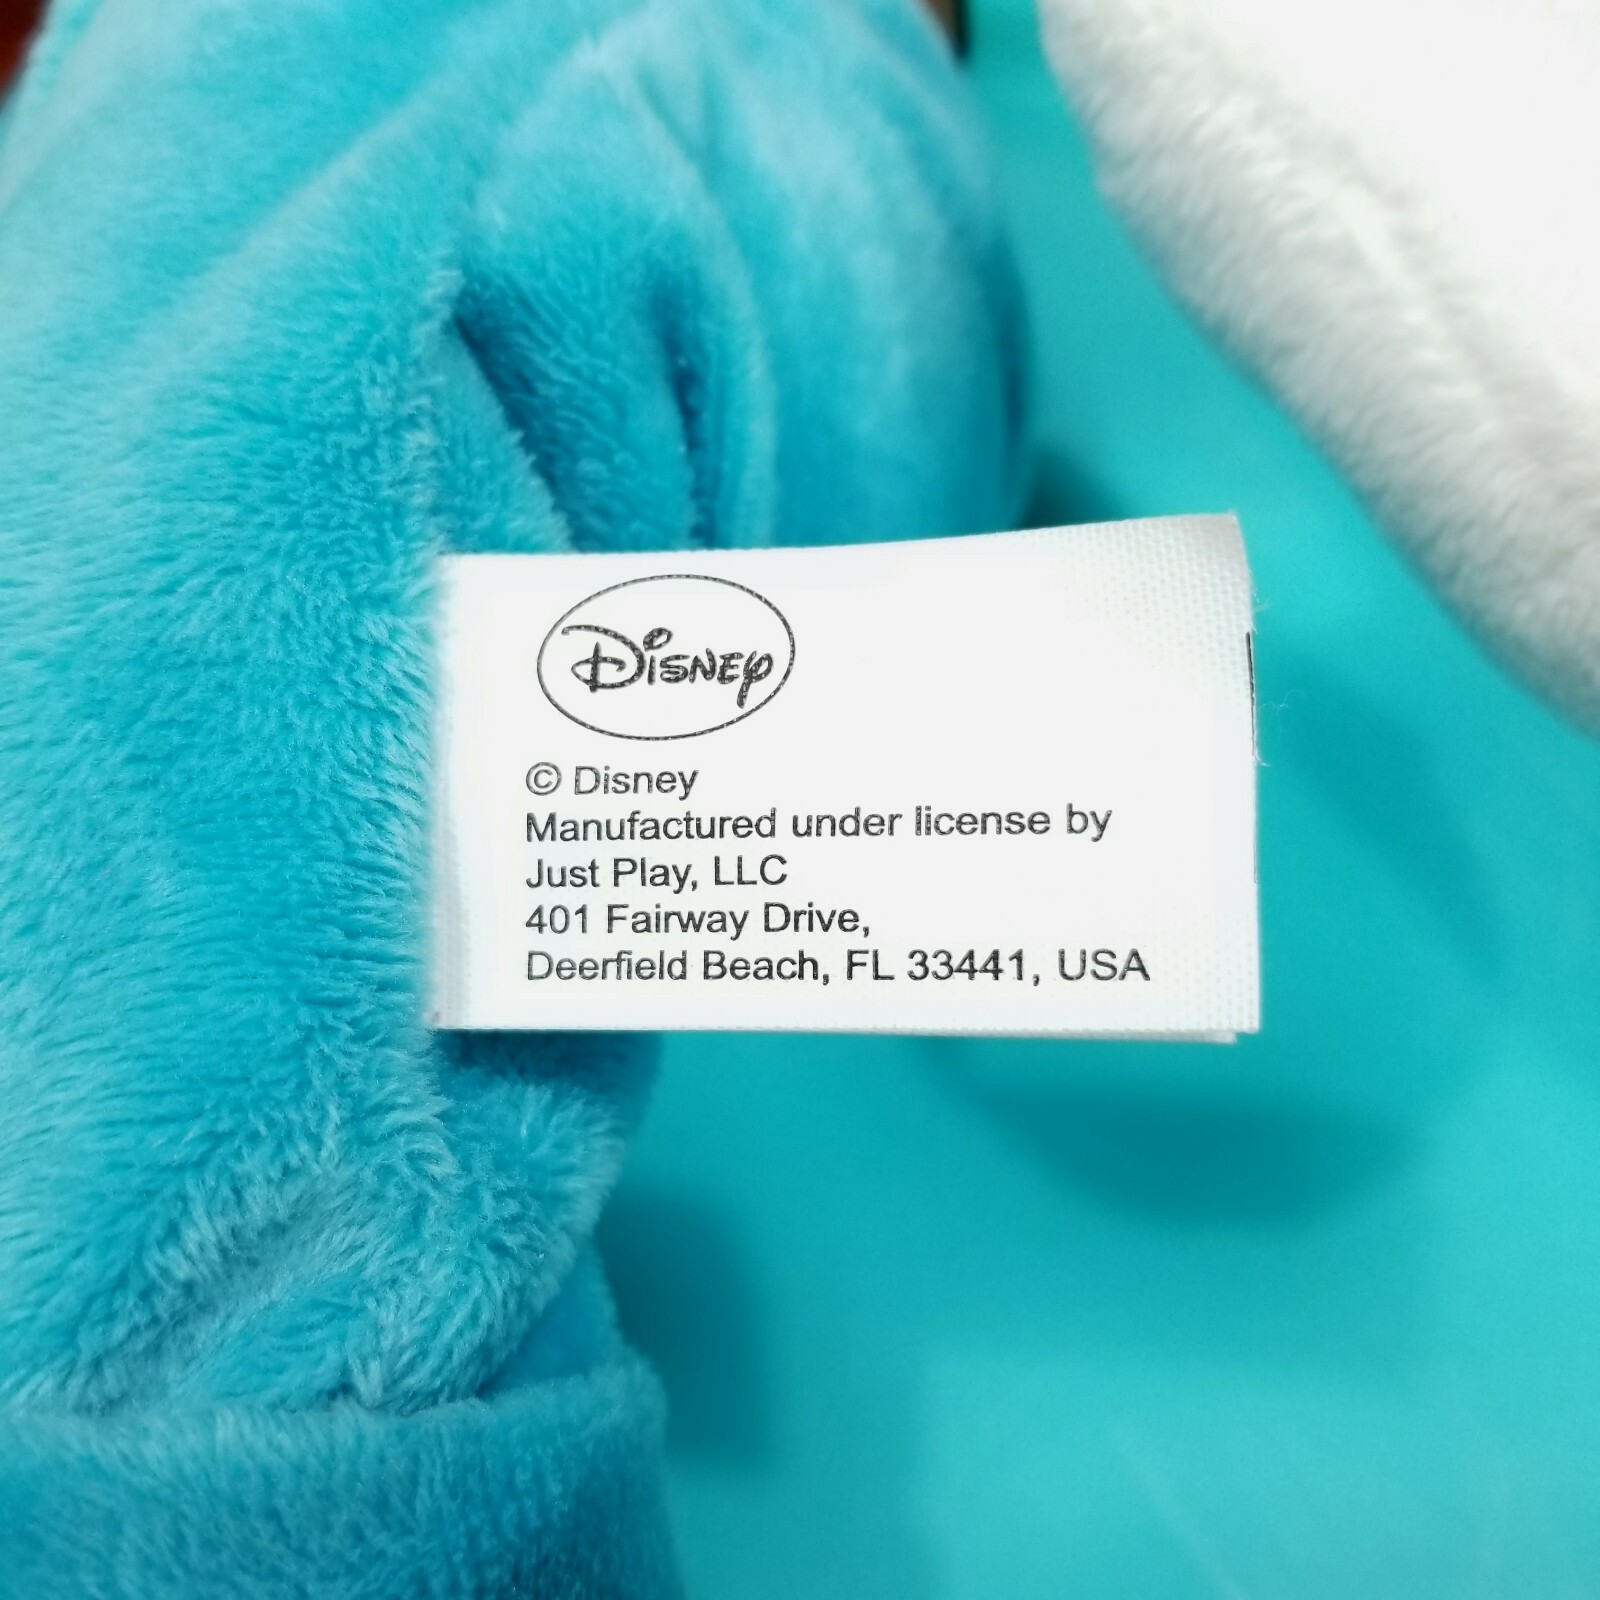 Disney
© Disney
Manufactured under license by
Just Play, LLC
401 Fairway Drive,
Deerfield Beach, FL 33441, USA